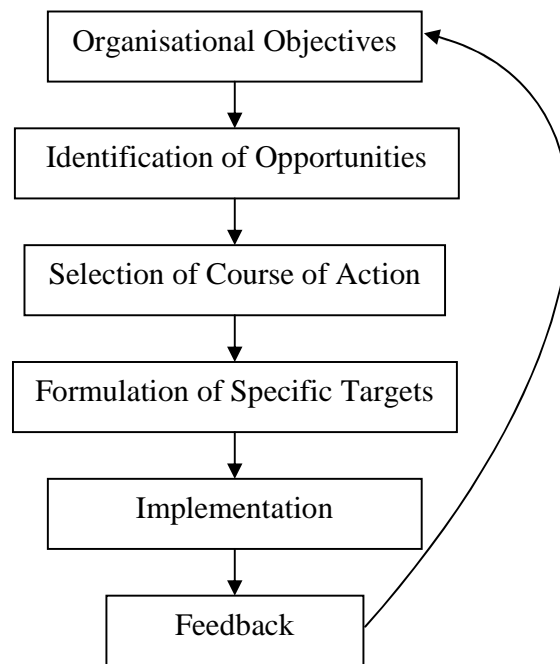 Organisational Objectives
Identification of Opportunities
Selection of Course of Action
Formulation of Specific Targets
Implementation
Feedback